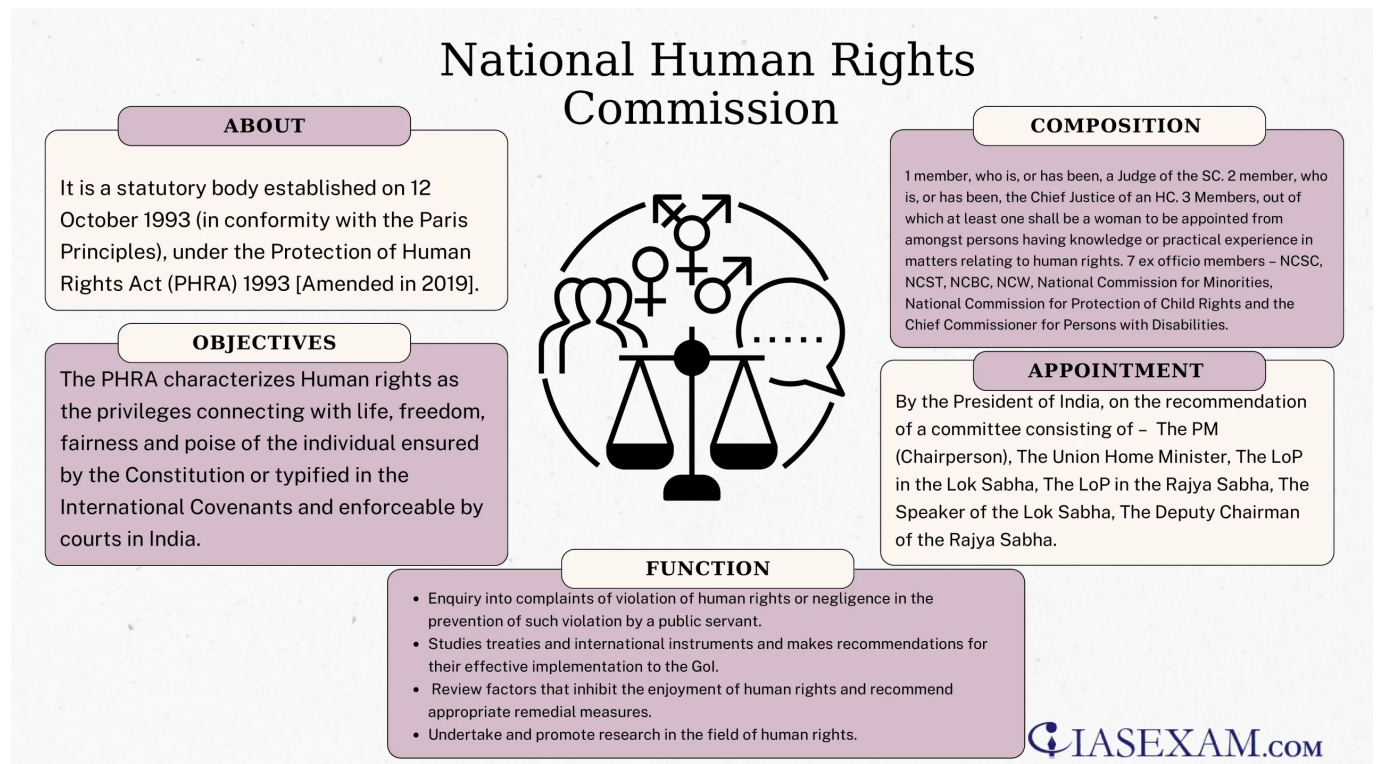 National Human Rights
Commission
ABOUT
It is a statutory body established on 12
October 1993 (in conformity with the Paris
Principles), under the Protection of Human
Rights Act (PHRA) 1993 [Amended in 2019].
OBJECTIVES
The PHRA characterizes Human rights as
the privileges connecting with life, freedom,
fairness and poise of the individual ensured
by the Constitution or typified in the
International Covenants and enforceable by
courts in India.
COMPOSITION
1 member, who is, or has been, a Judge of the SC. 2 member, who
is, or has been, the Chief Justice of an HC. 3 Members, out of
which at least one shall be a woman to be appointed from
amongst persons having knowledge or practical experience in
matters relating to human rights. 7 ex officio members – NCSC,
NCST, NCBC, NCW, National Commission for Minorities,
National Commission for Protection of Child Rights and the
Chief Commissioner for Persons with Disabilities.
APPOINTMENT
By the President of India, on the recommendation
of a committee consisting of – The PM
(Chairperson), The Union Home Minister, The LoP
in the Lok Sabha, The LoP in the Rajya Sabha, The
Speaker of the Lok Sabha, The Deputy Chairman
of the Rajya Sabha.
FUNCTION
• Enquiry into complaints of violation of human rights or negligence in the
prevention of such violation by a public servant.
• Studies treaties and international instruments and makes recommendations for
their effective implementation to the GoI.
• Review factors that inhibit the enjoyment of human rights and recommend
appropriate remedial measures.
• Undertake and promote research in the field of human rights.
IASEXAM.COM